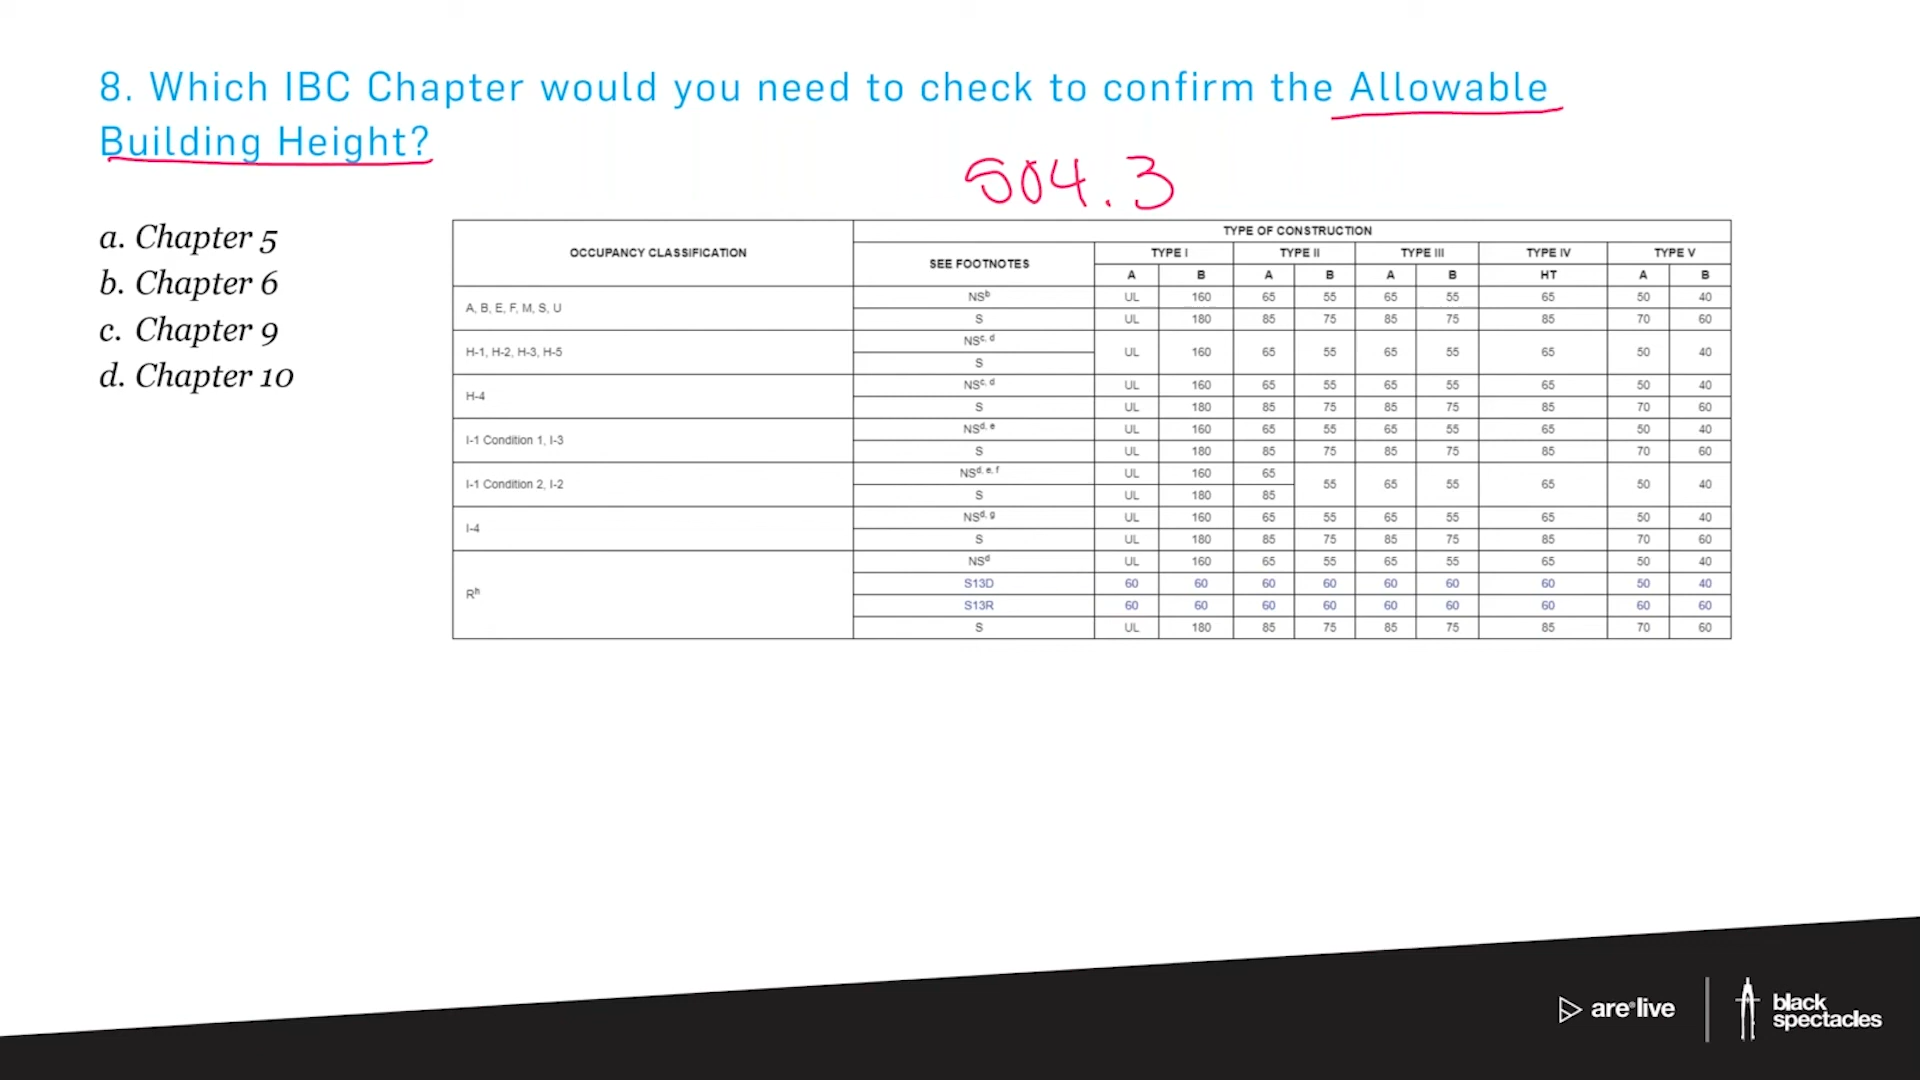 8. Which IBC Chapter would you need to check to confirm the Allowable
Building Height?
504.3
a. Chapter 5
b. Chapter 6
c. Chapter 9
d. Chapter 10
OCCUPANCY CLASSIFICATION TYPE OF CONSTRUCTION
SEE FOOTNOTES TYPE I TYPE II TYPE III TYPE IV TYPE V
A B A B A B HT A B
A, B, E, F, M, S, U NSb UL 160 65 55 65 55 65 50 40
S UL 180 85 75 85 75 85 70 60
H-1, H-2, H-3, H-5 NSc, d UL 160 65 55 65 55 65 50 40
S
H-4 NSc, d UL 160 65 55 65 55 65 50 40
S UL 180 85 75 85 75 85 70 60
I-1 Condition 1, I-3 NSd, e UL 160 65 55 65 55 65 50 40
S UL 180 85 75 85 75 85 70 60
I-1 Condition 2, I-2 NSd, e, f UL 160 65 55 65 55 65 50 40
S UL 180 85
I-4 NSd, g UL 160 65 55 65 55 65 50 40
S UL 180 85 75 85 75 85 70 60
Rh NSd UL 160 65 55 65 55 65 50 40
S13D 60 60 60 60 60 60 60 50 40
S13R 60 60 60 60 60 60 60 60 60
S UL 180 85 75 85 75 85 70 60
are live
black
spectacles